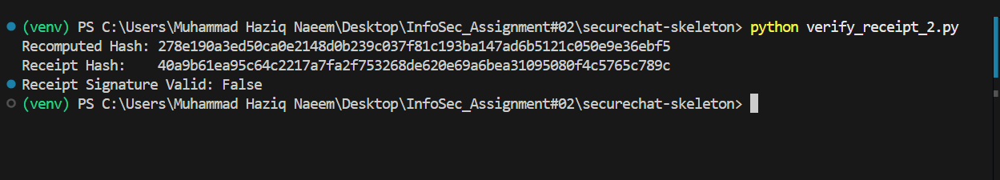 (venv) PS C:\Users\Muhammad Haziq Naeem\Desktop\InfoSec_Assignment#02\securechat-skeleton> python verify_receipt_2.py
Recomputed Hash: 278e190a3ed50ca0e2148d0b239c037f81c193ba147ad6b5121c050e9e36ebf5
Receipt Hash:    40a9b61ea95c64c2217a7fa2f753268de620e69a6bea31095080f4c5765c789c
Receipt Signature Valid: False
(venv) PS C:\Users\Muhammad Haziq Naeem\Desktop\InfoSec_Assignment#02\securechat-skeleton>